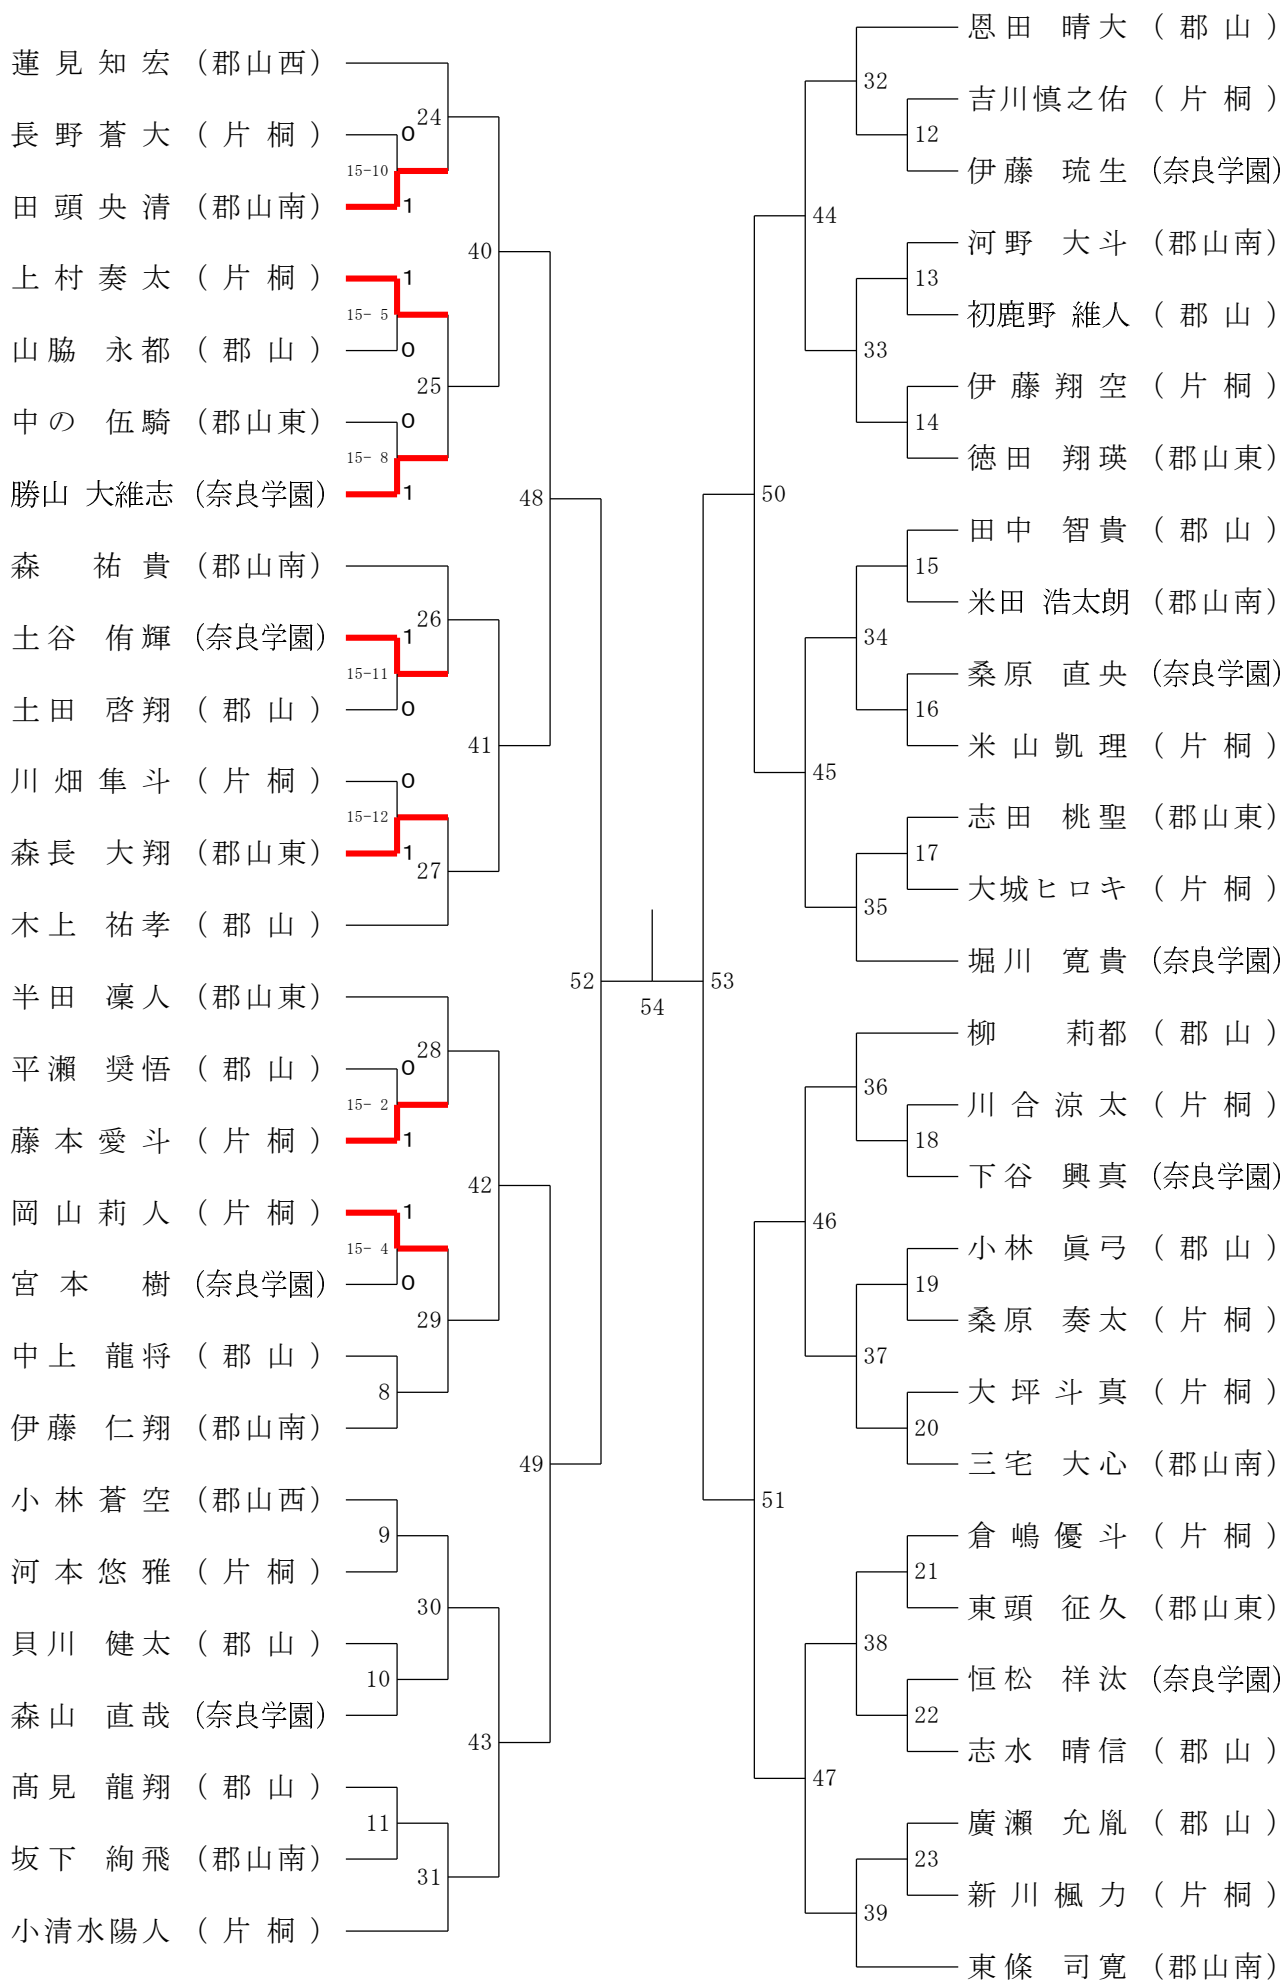 蓮見知宏 (郡山西)
24
長野蒼大 (片桐) 0
15-10
田頭央清 (郡山南) 1
40
上村奏太 (片桐) 1
15- 5
山脇 永都 (郡山) 0
25
中の 伍騎 (郡山東) 0
15- 8
勝山 大維志 (奈良学園) 1
48
森 祐貴 (郡山南)
26
土谷 侑輝 (奈良学園) 1
15-11
土田 啓翔 (郡山) 0
41
川畑隼斗 (片桐) 0
15-12
森長 大翔 (郡山東) 1
27
木上 祐孝 (郡山)
52
半田 凜人 (郡山東)
28
平瀬 奨悟 (郡山) 0
15- 2
藤本愛斗 (片桐) 1
42
岡山莉人 (片桐) 1
15- 4
宮本 樹 (奈良学園) 0
29
中上 龍将 (郡山)
8
伊藤 仁翔 (郡山南)
49
小林蒼空 (郡山西)
9
河本悠雅 (片桐)
30
貝川 健太 (郡山)
10
森山 直哉 (奈良学園)
43
髙見 龍翔 (郡山)
11
坂下 絢飛 (郡山南)
31
小清水陽人 (片桐)
54
53
恩田 晴大 (郡山)
32
吉川慎之佑 (片桐)
12
伊藤 琉生 (奈良学園)
44
河野 大斗 (郡山南)
13
初鹿野 維人 (郡山)
33
伊藤翔空 (片桐)
14
徳田 翔瑛 (郡山東)
50
田中 智貴 (郡山)
15
米田 浩太朗 (郡山南)
34
桑原 直央 (奈良学園)
16
米山凱理 (片桐)
45
志田 桃聖 (郡山東)
17
大城ヒロキ (片桐)
35
堀川 寛貴 (奈良学園)
柳 莉都 (郡山)
36
川合涼太 (片桐)
18
下谷 興真 (奈良学園)
46
小林 眞弓 (郡山)
19
桑原 奏太 (片桐)
37
大坪斗真 (片桐)
20
三宅 大心 (郡山南)
51
倉嶋優斗 (片桐)
21
東頭 征久 (郡山東)
38
恒松 祥汰 (奈良学園)
22
志水 晴信 (郡山)
47
廣瀬 允胤 (郡山)
23
新川楓力 (片桐)
39
東條 司寛 (郡山南)